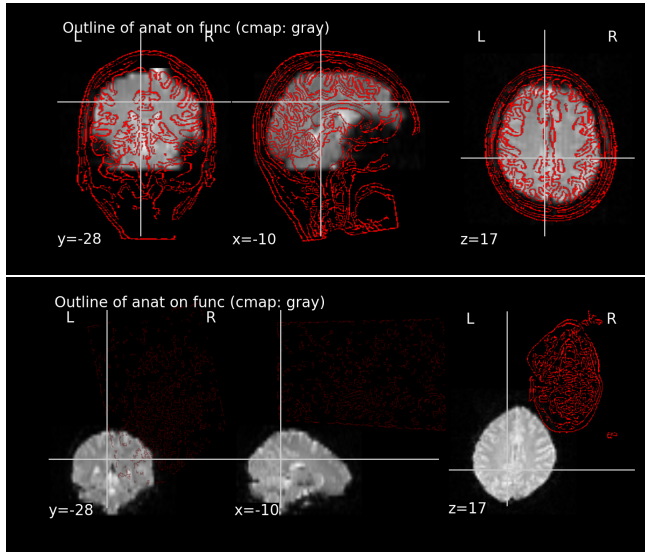 Outline of anat on func (cmap: gray)
L R L R
y=-28 x=-10 z=17
Outline of anat on func (cmap: gray)
L R L R
y=-28 x=-10 z=17